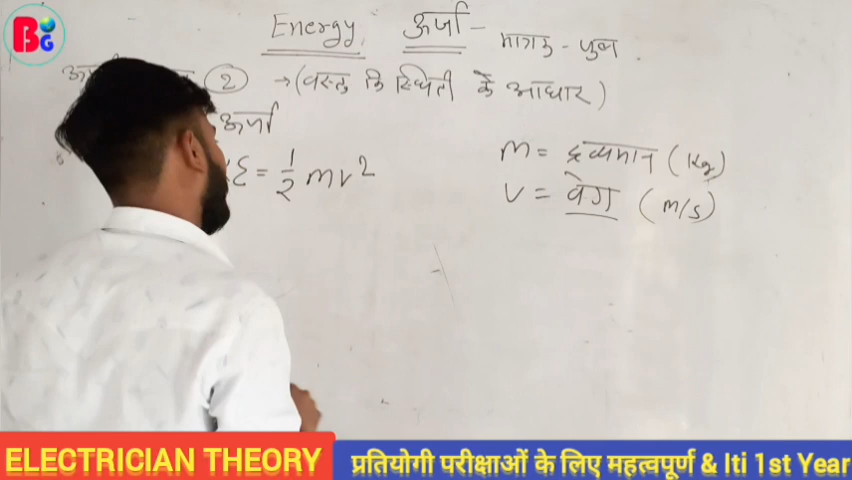 B G
Energy, ऊर्जा - मात्रक - जुल
2 → (वस्तु कि स्थिती के आधार)
ऊर्जा
E = 1/2 mv² m = द्रव्यमान (Kg)
v = वेग (m/s)
ELECTRICIAN THEORY प्रतियोगी परीक्षाओं के लिए महत्वपूर्ण & Iti 1st Year